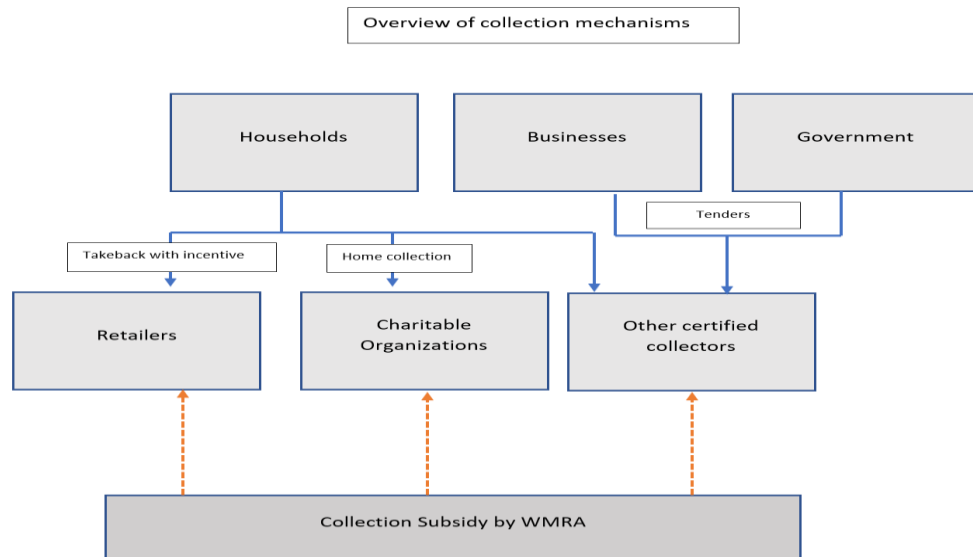 Overview of collection mechanisms
Households
Businesses
Government
Tenders
Takeback with incentive
Home collection
Retailers
Charitable
Organizations
Other certified
collectors
Collection Subsidy by WMRA